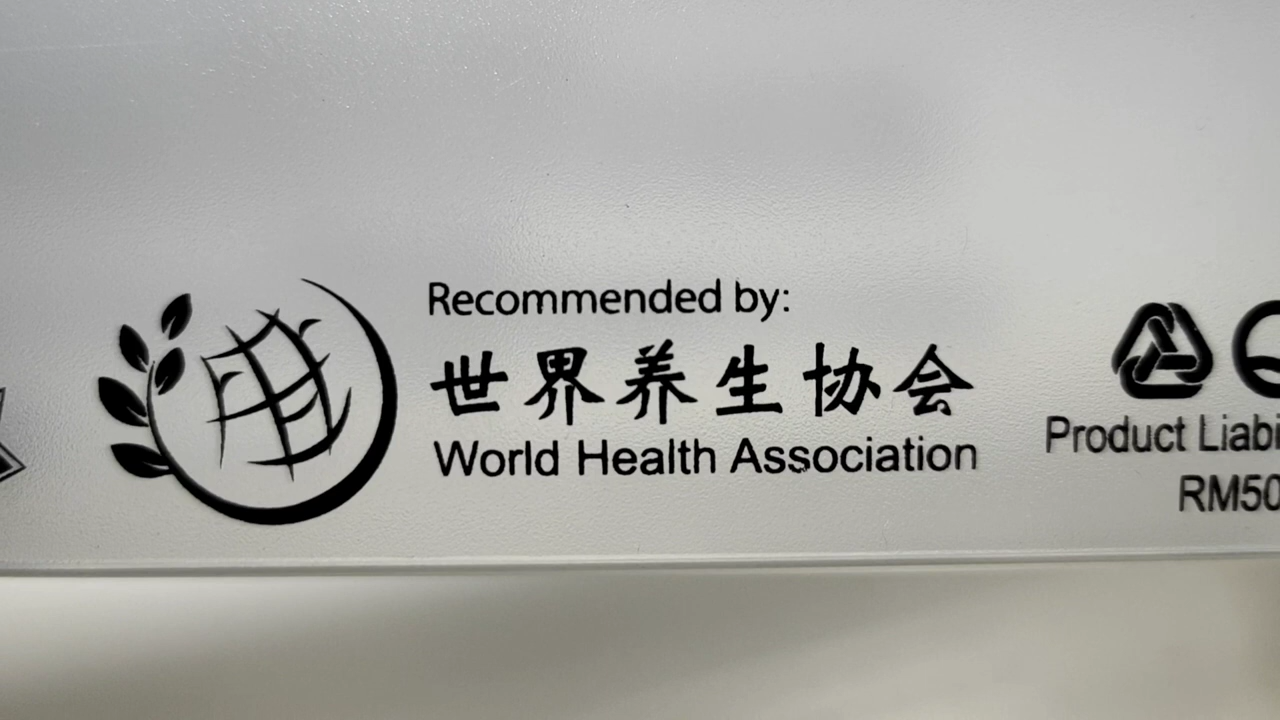 Recommended by:
世界养生协会
World Health Association
Product Liabi
RM50